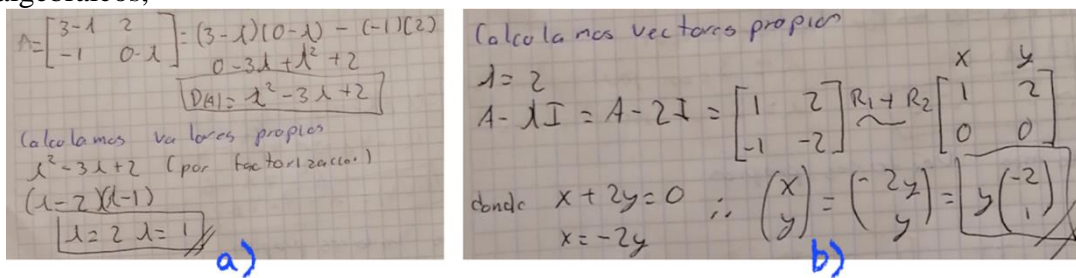 algebraicos,
A=[3-λ 2 -1 0-λ] = (3-λ)(0-λ) - (-1)(2)
0-3λ+λ²+2
D(A)= λ²-3λ+2
Calculamos valores propios
λ²-3λ+2 (por factorización)
(λ-2)(λ-1)
λ=2 λ=1
a)
Calculamos vectores propios
λ=2
A-λI = A-2I = [1 2 -1 -2] R₁+R₂ ~ x y [1 2 0 0]
donde x+2y=0 ∴ (x y) = (-2y y) = y(-2 1)
x=-2y
b)